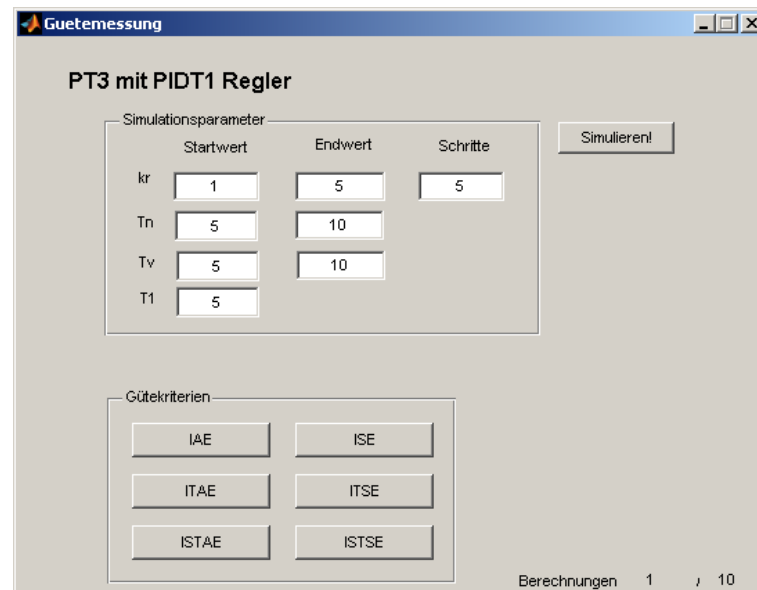 Guetemessung
PT3 mit PIDT1 Regler
Simulationsparameter
Startwert Endwert Schritte
Simulieren!
kr 1 5 5
Tn 5 10
Tv 5 10
T1 5
Gütekriterien
IAE ISE
ITAE ITSE
ISTAE ISTSE
Berechnungen 1 / 10